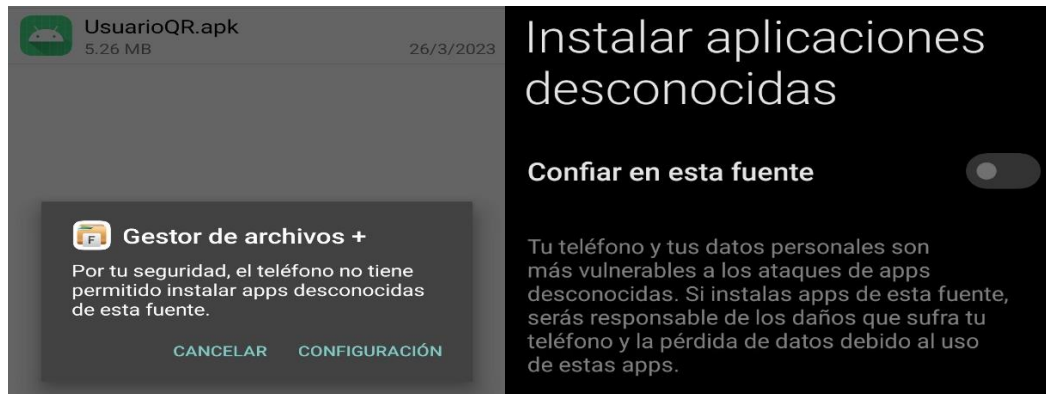 UsuarioQR.apk
5.26 MB 26/3/2023
F Gestor de archivos +
Por tu seguridad, el teléfono no tiene
permitido instalar apps desconocidas
de esta fuente.
CANCELAR CONFIGURACIÓN
Instalar aplicaciones
desconocidas
Confiar en esta fuente
Tu teléfono y tus datos personales son
más vulnerables a los ataques de apps
desconocidas. Si instalas apps de esta fuente,
serás responsable de los daños que sufra tu
teléfono y la pérdida de datos debido al uso
de estas apps.